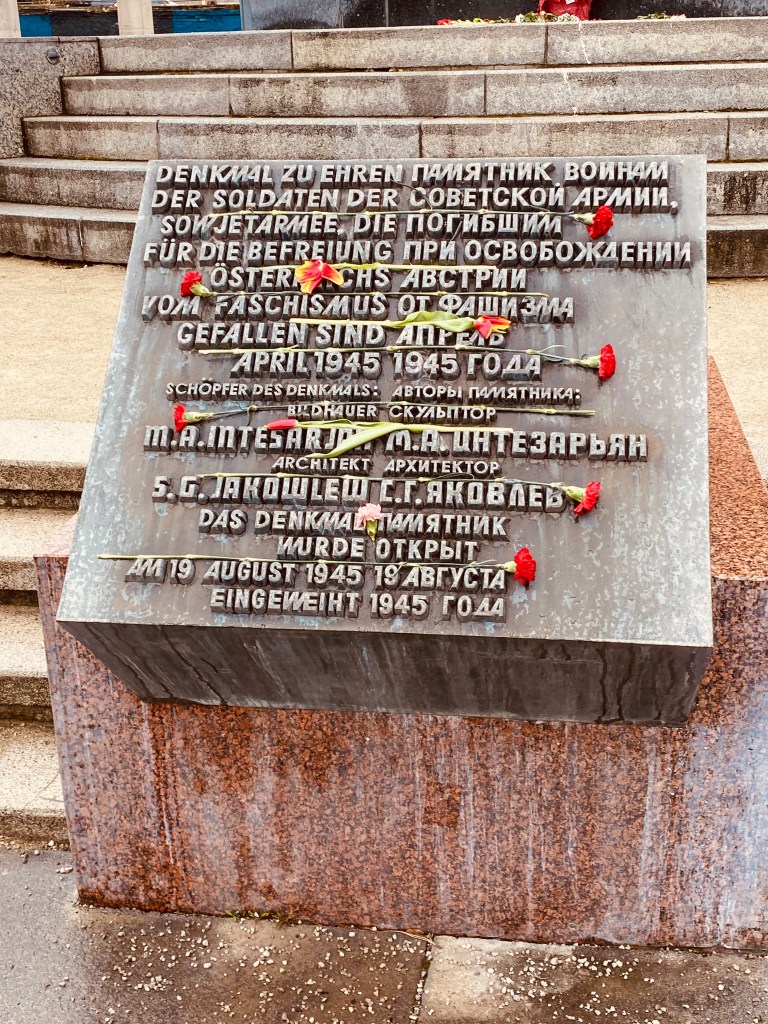 DENKMAL ZU EHREN
DER SOLDATEN DER
SOWJETARMEE, DIE
FÜR DIE BEFREIUNG
ÖSTERREICHS
VOM FASCHISMUS
GEFALLEN SIND
APRIL 1945
SCHÖPFER DES DENKMALS:
BILDHAUER
M.A.INTESARJAN
ARCHITEKT
S.G.JAKOWLEW
DAS DENKMAL
WURDE
AM 19 AUGUST 1945
EINGEWEIHT
ПАМЯТНИК ВОИНАМ
СОВЕТСКОЙ АРМИИ,
ПОГИБШИМ
ПРИ ОСВОБОЖДЕНИИ
АВСТРИИ
ОТ ФАШИЗМА
АПРЕЛЬ
1945 ГОДА
АВТОРЫ ПАМЯТНИКА:
СКУЛЬПТОР
М.А.ИНТЕЗАРЬЯН
АРХИТЕКТОР
С.Г.ЯКОВЛЕВ
ПАМЯТНИК
ОТКРЫТ
19 АВГУСТА
1945 ГОДА